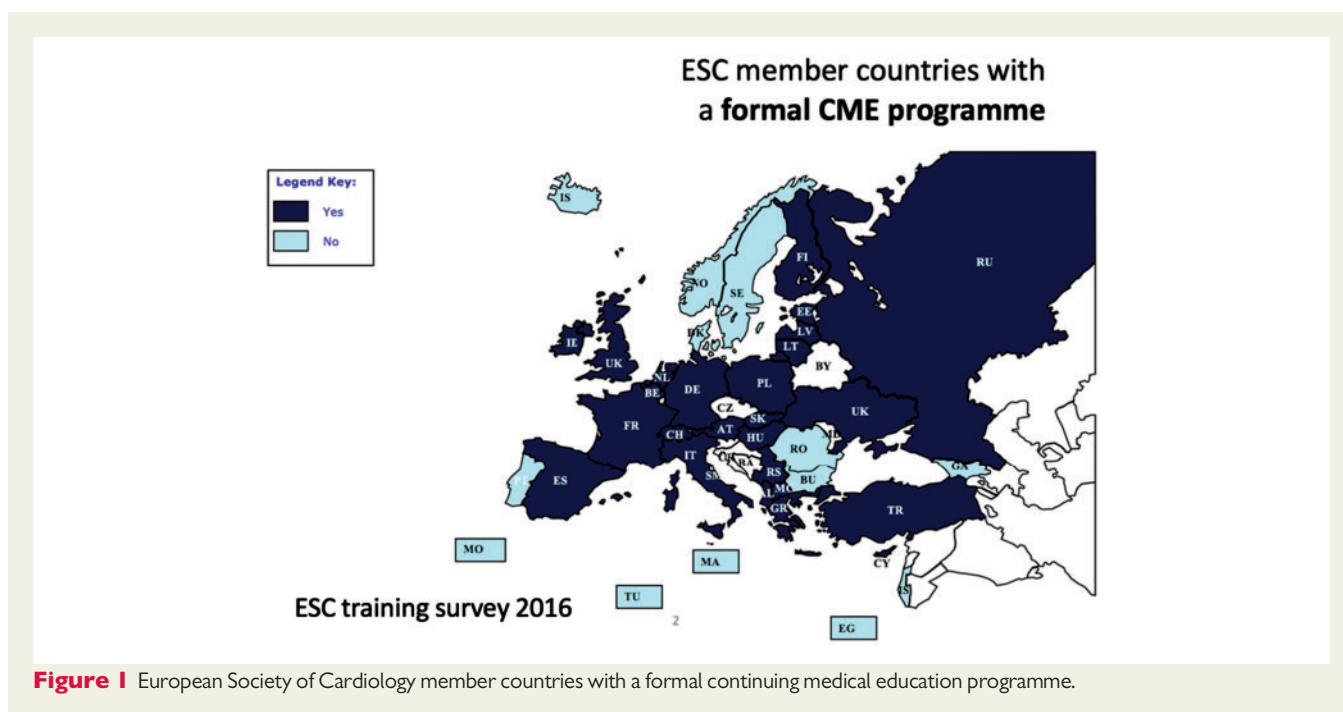 ESC member countries with
a formal CME programme
Legend Key:
Yes
No
IS
RU
FI
NO
SE
EE
DK
LV
LT
IE
UK
BY
NL
DE
PL
BE
CZ
UK
SK
FR
AT
CH
HU
RO
IT
BA
GA
RS
SM
BU
ES
GR
TR
MO
MA
CY
IS
TU
ESC training survey 2016
2
EG
Figure 1 European Society of Cardiology member countries with a formal continuing medical education programme.